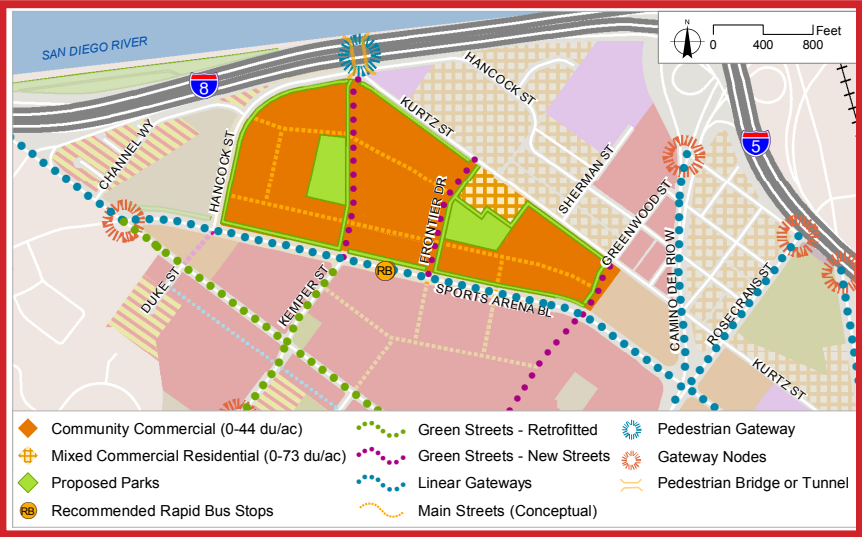 SAN DIEGO RIVER
8
N
0 400 800
Feet
5
HANCOCK ST
KURTZ ST
CHANNEL WY
HANCOCK ST
SHERMAN ST
FRONTIER DR
GREENWOOD ST
DUKE ST
KEMPER ST
RB
SPORTS ARENA BL
CAMINO DEL RIO W
ROSECRANS ST
KURTZ ST
Community Commercial (0-44 du/ac)
Mixed Commercial Residential (0-73 du/ac)
Proposed Parks
RB Recommended Rapid Bus Stops
Green Streets - Retrofitted
Green Streets - New Streets
Linear Gateways
Main Streets (Conceptual)
Pedestrian Gateway
Gateway Nodes
Pedestrian Bridge or Tunnel